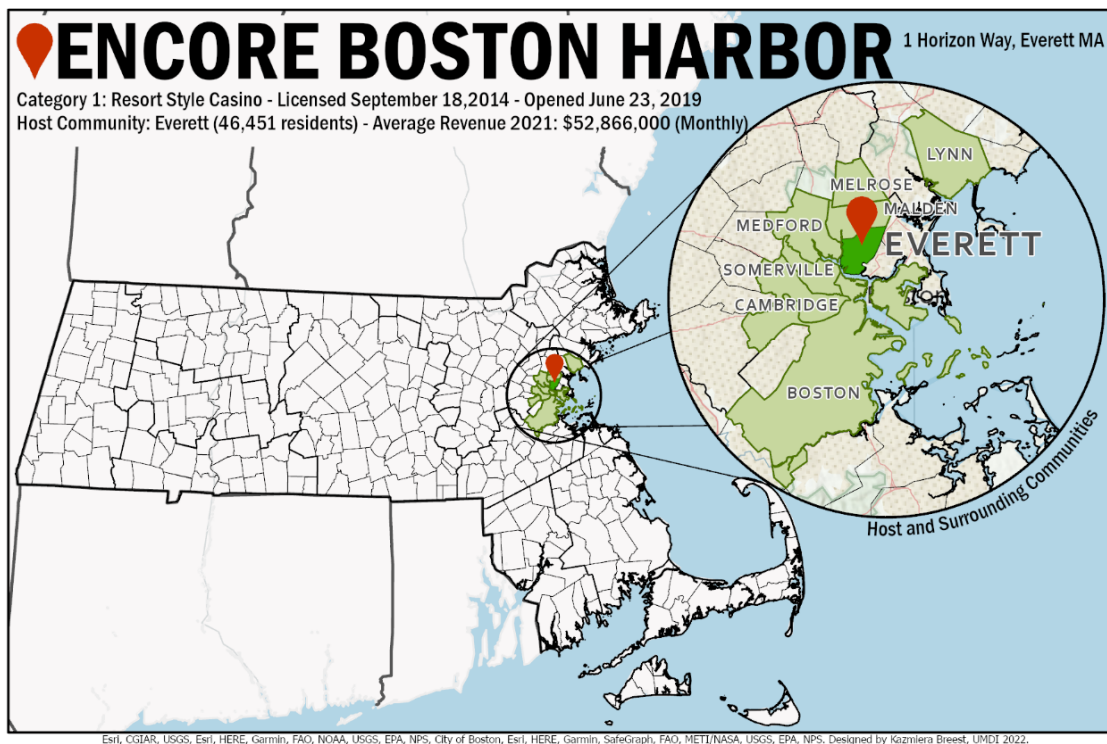 ENCORE BOSTON HARBOR
1 Horizon Way, Everett MA
Category 1: Resort Style Casino - Licensed September 18,2014 - Opened June 23, 2019
Host Community: Everett (46,451 residents) - Average Revenue 2021: $52,866,000 (Monthly)
LYNN
MELROSE
MALDEN
MEDFORD
EVERETT
SOMERVILLE
CAMBRIDGE
BOSTON
Host and Surrounding Communities
Esri, CGIAR, USGS, Esri, HERE, Garmin, FAO, NOAA, USGS, EPA, NPS, City of Boston, Esri, HERE, Garmin, SafeGraph, FAO, METI/NASA, USGS, EPA, NPS. Designed by Kazmiera Breest, UMDI 2022.